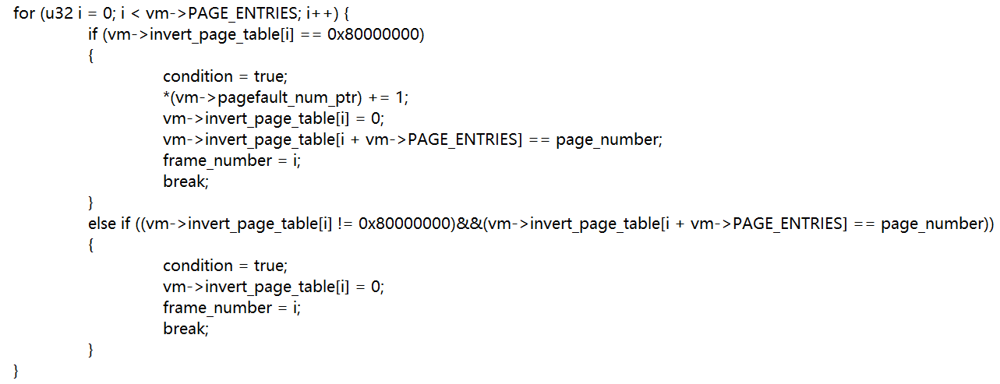 for (u32 i = 0; i < vm->PAGE_ENTRIES; i++) {
if (vm->invert_page_table[i] == 0x80000000)
{
condition = true;
*(vm->pagefault_num_ptr) += 1;
vm->invert_page_table[i] = 0;
vm->invert_page_table[i + vm->PAGE_ENTRIES] == page_number;
frame_number = i;
break;
}
else if ((vm->invert_page_table[i] != 0x80000000)&&(vm->invert_page_table[i + vm->PAGE_ENTRIES] == page_number))
{
condition = true;
vm->invert_page_table[i] = 0;
frame_number = i;
break;
}
}